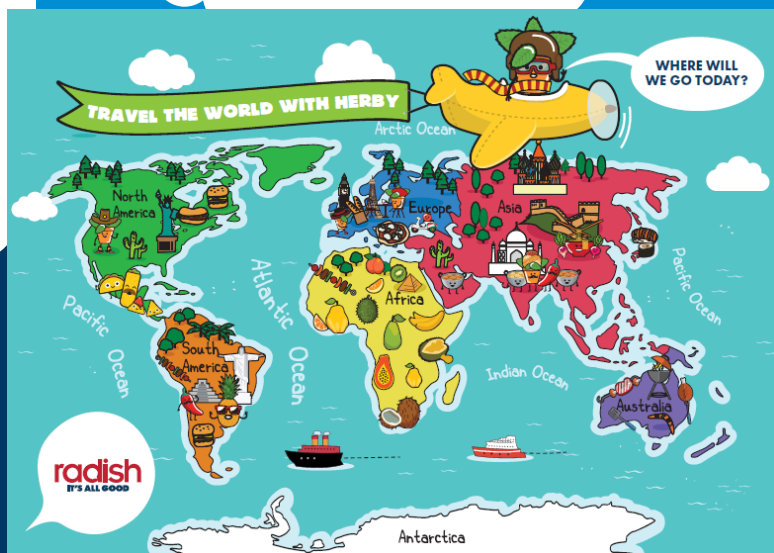 WHERE WILL
WE GO TODAY?
TRAVEL THE WORLD WITH HERBY
Arctic Ocean
North
America
Europe
Asia
Atlantic
Ocean
Pacific
Ocean
Pacific
Ocean
Africa
South
America
Indian Ocean
Australia
radish
IT'S ALL GOOD
Antarctica